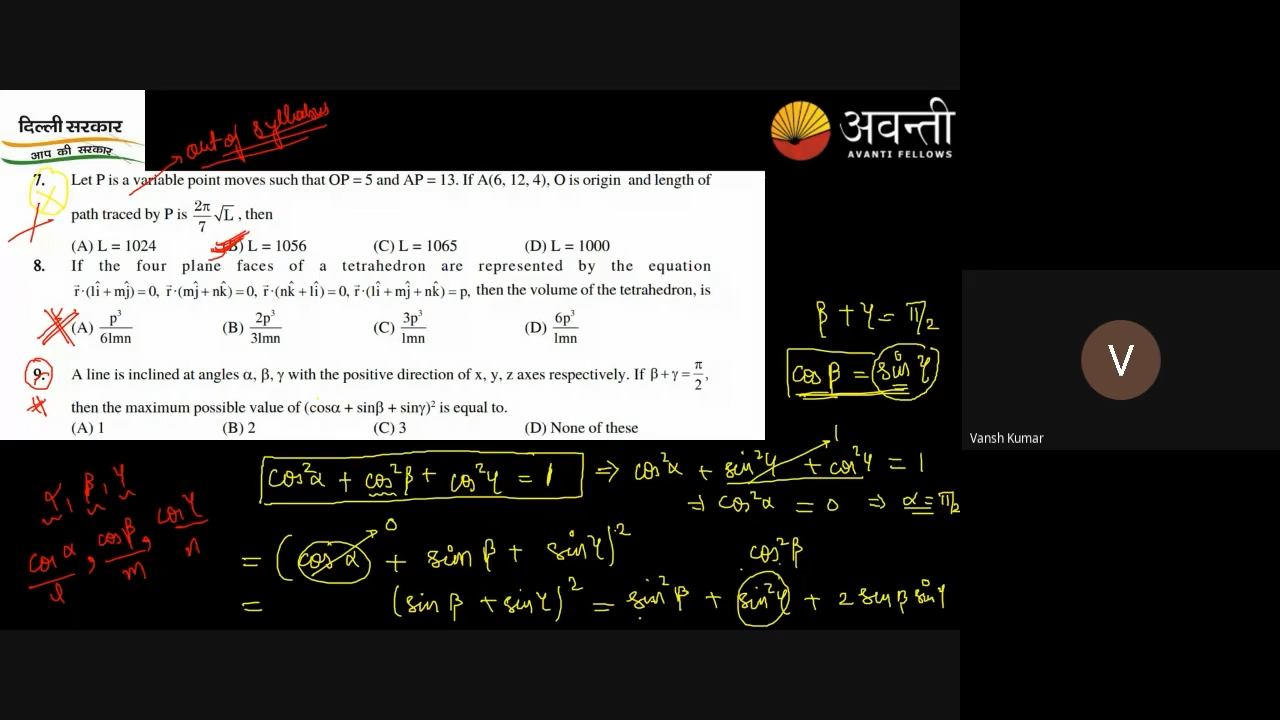 दिल्ली सरकार
आप की सरकार
→ out of syllabus
अवन्ती
AVANTI FELLOWS
7. Let P is a variable point moves such that OP = 5 and AP = 13. If A(6, 12, 4), O is origin and length of
path traced by P is 2π/7 √L, then
(A) L = 1024 (B) L = 1056 (C) L = 1065 (D) L = 1000
8. If the four plane faces of a tetrahedron are represented by the equation
r⃗·(lî + mĵ) = 0, r⃗·(mĵ + nk̂) = 0, r⃗·(nk̂ + lî) = 0, r⃗·(lî + mĵ + nk̂) = p, then the volume of the tetrahedron, is
(A) p³/6lmn (B) 2p³/3lmn (C) 3p³/lmn (D) 6p³/lmn
9. A line is inclined at angles α, β, γ with the positive direction of x, y, z axes respectively. If β + γ = π/2,
then the maximum possible value of (cosα + sinβ + sinγ)² is equal to.
(A) 1 (B) 2 (C) 3 (D) None of these
β + γ = π/2
cos β = sin γ
V
Vansh Kumar
cos²α + cos²β + cos²γ = 1 ⇒ cos²α + sin²γ + cos²γ = 1
1
⇒ cos²α = 0 ⇒ α = π/2
α, β, γ
cos α, cos β, cos γ
l m n
= (cos α + sin β + sin γ)²
0
cos²β
= (sin β + sin γ)² = sin²β + sin²γ + 2 sin β sin γ